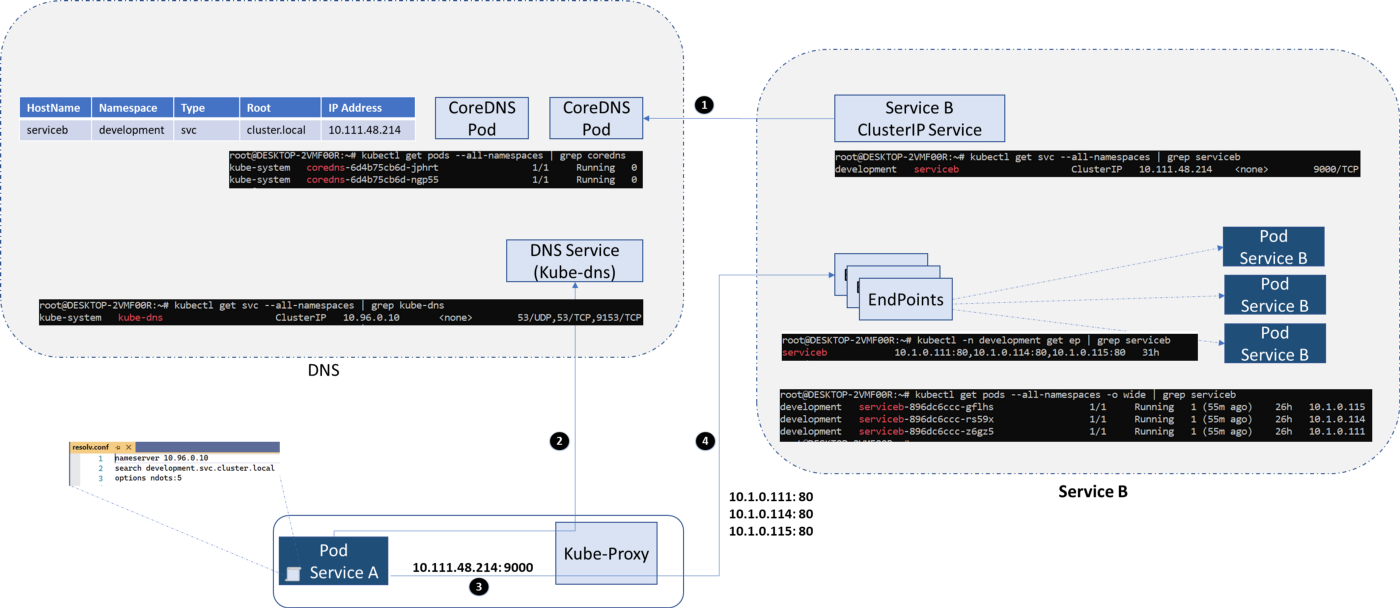 HostName Namespace Type Root IP Address
serviceb development svc cluster.local 10.111.48.214
CoreDNS
Pod
CoreDNS
Pod
root@DESKTOP-2VMF00R:~# kubectl get pods --all-namespaces | grep coredns
kube-system coredns-6d4b75cb6d-jphrt 1/1 Running 0
kube-system coredns-6d4b75cb6d-ngp55 1/1 Running 0
DNS Service
(Kube-dns)
root@DESKTOP-2VMF00R:~# kubectl get svc --all-namespaces | grep kube-dns
kube-system kube-dns ClusterIP 10.96.0.10 <none> 53/UDP,53/TCP,9153/TCP
DNS
1
Service B
ClusterIP Service
root@DESKTOP-2VMF00R:~# kubectl get svc --all-namespaces | grep serviceb
development serviceb ClusterIP 10.111.48.214 <none> 9000/TCP
EndPoints
Pod
Service B
Pod
Service B
Pod
Service B
root@DESKTOP-2VMF00R:~# kubectl -n development get ep | grep serviceb
serviceb 10.1.0.111:80,10.1.0.114:80,10.1.0.115:80 31h
root@DESKTOP-2VMF00R:~# kubectl get pods --all-namespaces -o wide | grep serviceb
development serviceb-896dc6ccc-gflhs 1/1 Running 1 (55m ago) 26h 10.1.0.115
development serviceb-896dc6ccc-rs59x 1/1 Running 1 (55m ago) 26h 10.1.0.114
development serviceb-896dc6ccc-z6gz5 1/1 Running 1 (55m ago) 26h 10.1.0.111
Service B
2
4
10.1.0.111: 80
10.1.0.114: 80
10.1.0.115: 80
resolv.conf
1 nameserver 10.96.0.10
2 search development.svc.cluster.local
3 options ndots:5
Pod
Service A
10.111.48.214: 9000
3
Kube-Proxy